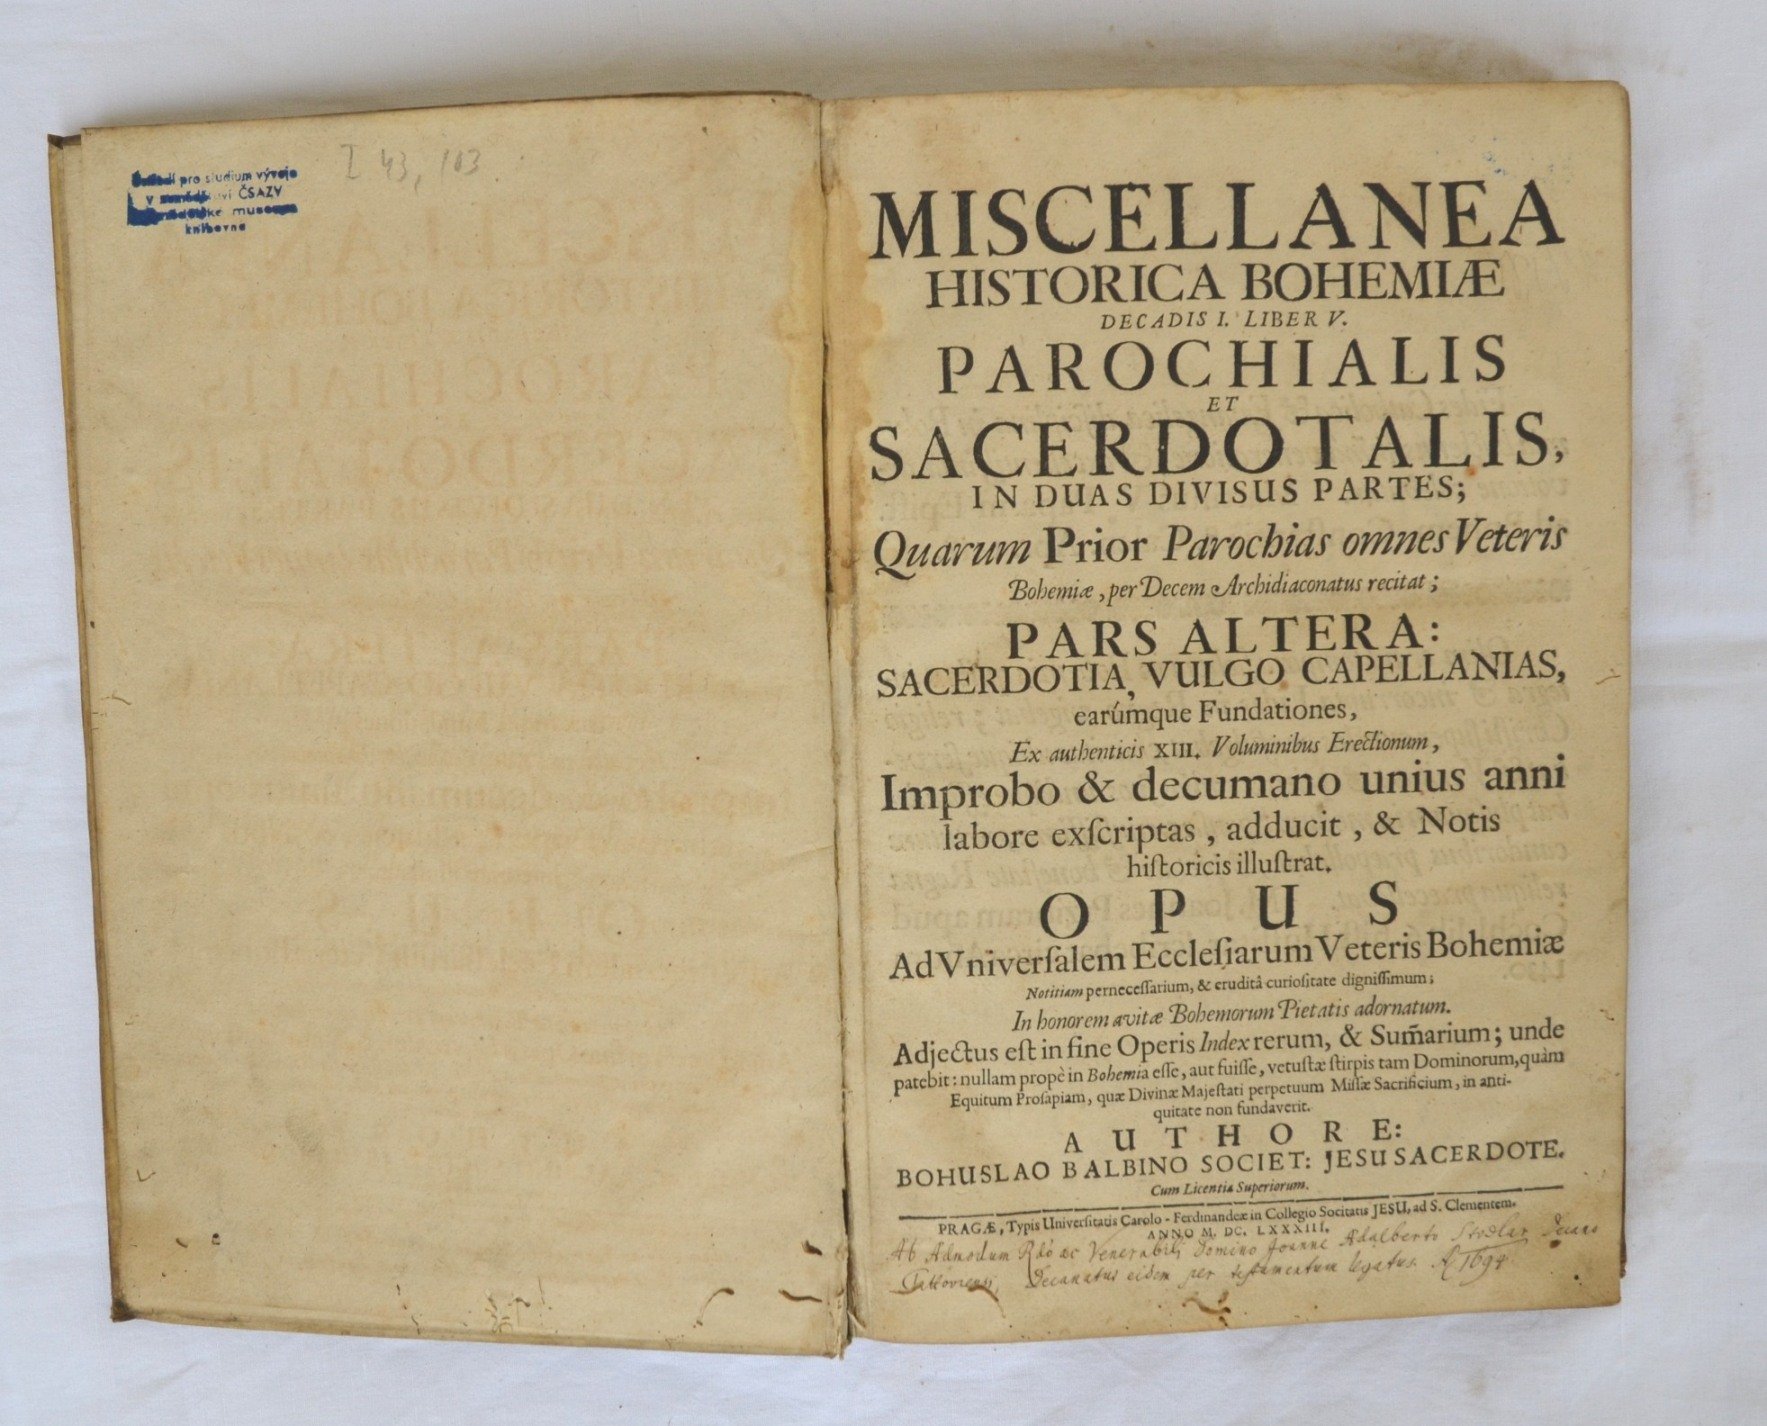 pro studium vývoje
ČSAZV
museum
knihovna
Z 43, 103
MISCELLANEA
HISTORICA BOHEMIÆ
DECADIS I. LIBER V.
PAROCHIALIS
ET
SACERDOTALIS,
IN DUAS DIVISUS PARTES;
Quarum Prior Parochias omnes Veteris
Bohemiæ, per Decem Archidiaconatus recitat;
PARS ALTERA:
SACERDOTIA, VULGO CAPELLANIAS,
earúmque Fundationes,
Ex authenticis XIII. Voluminibus Erectionum,
Improbo & decumano unius anni
labore exſcriptas, adducit, & Notis
hiſtoricis illuſtrat.
OPUS
Ad Vniverſalem Eccleſiarum Veteris Bohemiæ
Notitiam perneceſſarium, & eruditâ curioſitate digniſſimum;
In honorem avitæ Bohemorum Pietatis adornatum.
Adjectus eſt in fine Operis Index rerum, & Sum̃arium; unde
patebit: nullam propè in Bohemia eſſe, aut fuiſſe, vetuſtæ ſtirpis tam Dominorum, quàm
Equitum Proſapiam, quæ Divinæ Majeſtati perpetuum Miſſæ Sacrificium, in anti-
quitate non fundaverit.
AUTHORE:
BOHUSLAO BALBINO SOCIET: JESU SACERDOTE.
Cum Licentia Superiorum.
PRAGÆ, Typis Univerſitatis Carolo-Ferdinandeæ in Collegio Socitatis JESU, ad S. Clementem.
ANNO M. DC. LXXXIII.
Ab Admodum Rdo ac Venerabili Domino Joanne Adalberto Decano
Decanatus eidem per testamentum legatus. A 1694